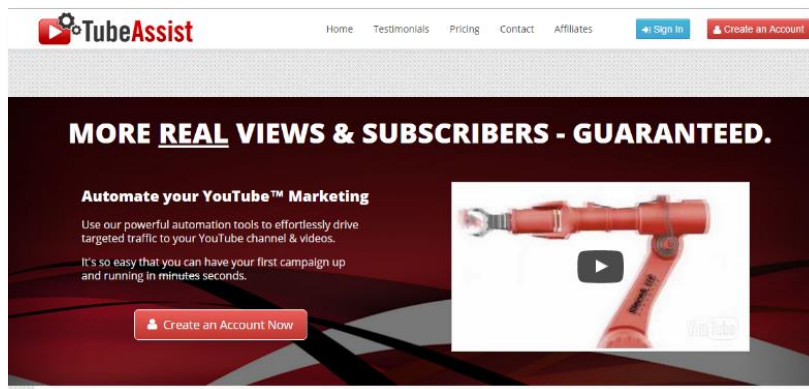 TubeAssist
Home Testimonials Pricing Contact Affiliates Sign In Create an Account
MORE REAL VIEWS & SUBSCRIBERS - GUARANTEED.
Automate your YouTube™ Marketing
Use our powerful automation tools to effortlessly drive
targeted traffic to your YouTube channel & videos.
It's so easy that you can have your first campaign up
and running in minutes seconds.
Create an Account Now
YouTube